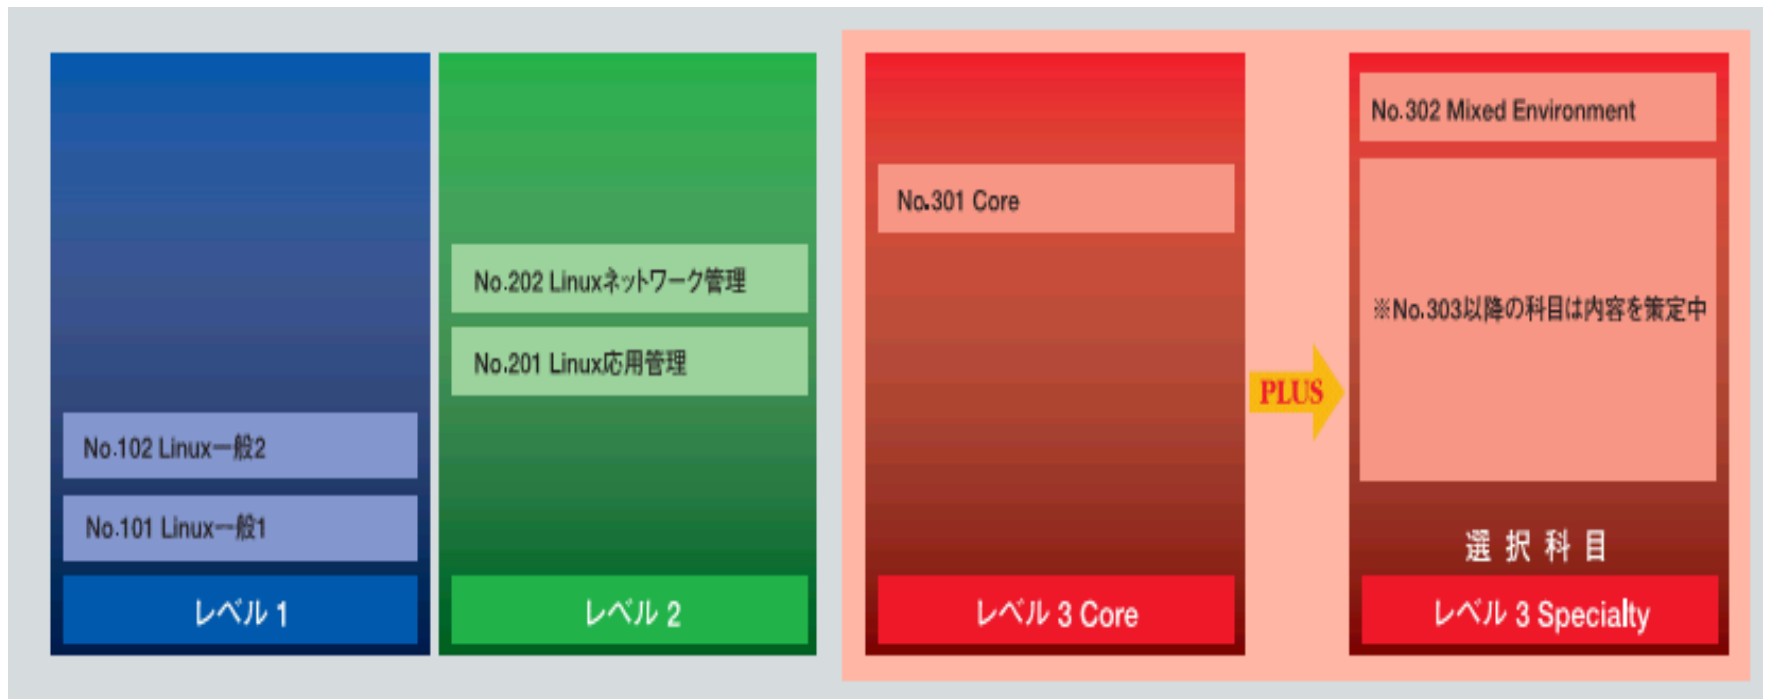 No.102 Linux一般2
No.101 Linux一般1
レベル 1
No.202 Linuxネットワーク管理
No.201 Linux応用管理
レベル 2
No.301 Core
レベル 3 Core
PLUS
No.302 Mixed Environment
※No.303以降の科目は内容を策定中
選択科目
レベル 3 Specialty